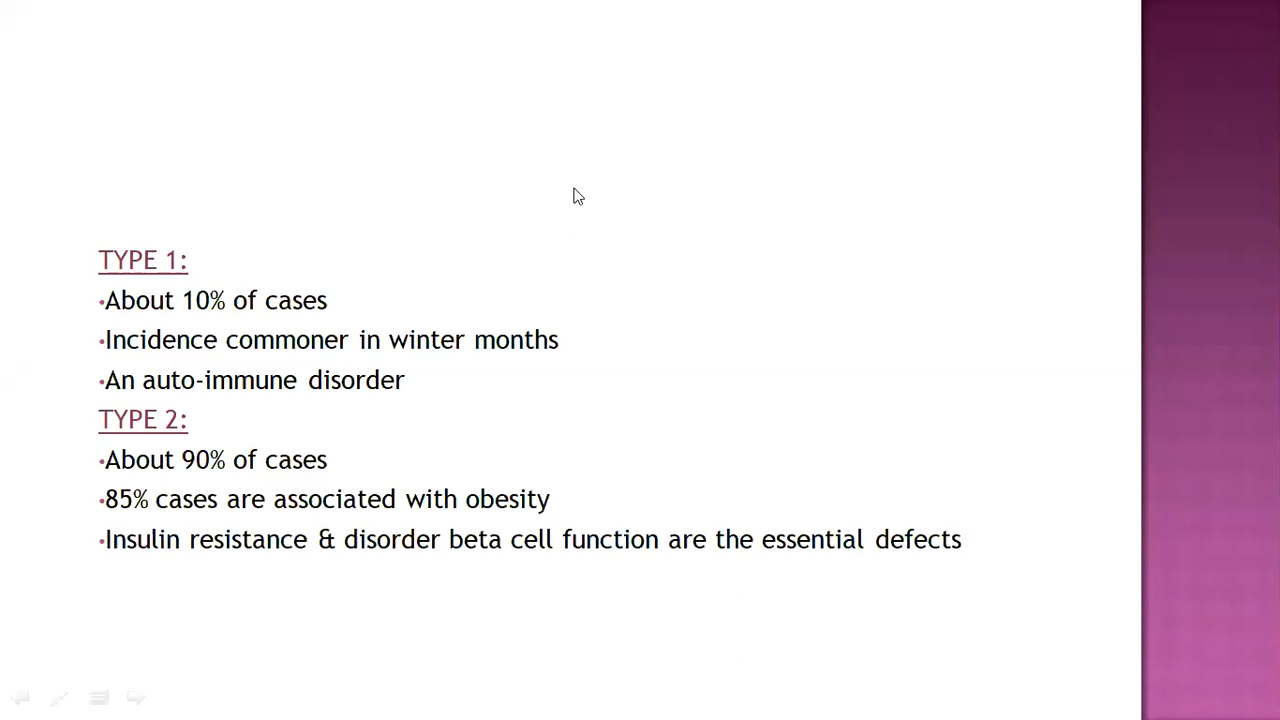 TYPE 1:
•About 10% of cases
•Incidence commoner in winter months
•An auto-immune disorder
TYPE 2:
•About 90% of cases
•85% cases are associated with obesity
•Insulin resistance & disorder beta cell function are the essential defects